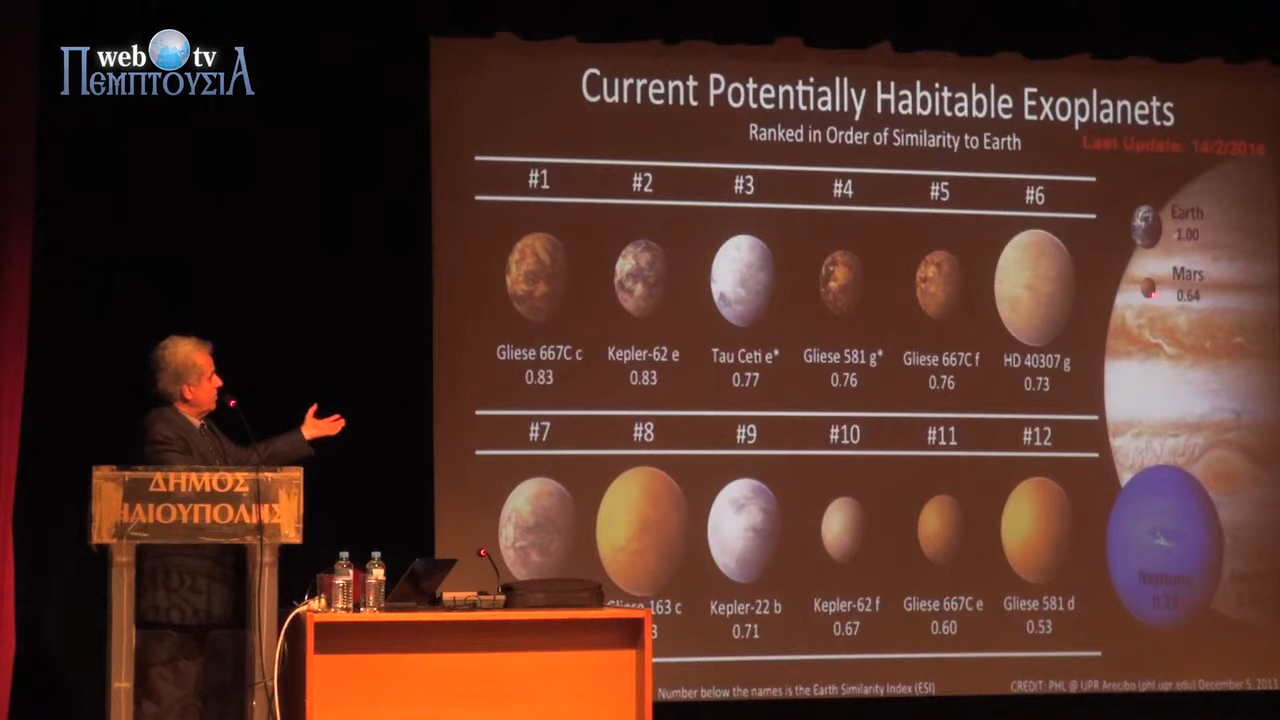 web tv
ΠΕΜΠΤΟΥΣΙΑ
Current Potentially Habitable Exoplanets
Ranked in Order of Similarity to Earth
Last Update: 14/2/2014
#1 #2 #3 #4 #5 #6
Earth
1.00
Mars
0.64
Gliese 667C c Kepler-62 e Tau Ceti e* Gliese 581 g* Gliese 667C f HD 40307 g
0.83 0.83 0.77 0.76 0.76 0.73
#7 #8 #9 #10 #11 #12
Neptune
163 c Kepler-22 b Kepler-62 f Gliese 667C e Gliese 581 d
3 0.71 0.67 0.60 0.53
Number below the names is the Earth Similarity Index (ESI)
CREDIT: PHL @ UPR Arecibo (phl.upr.edu) December 5, 2013
ΔΗΜΟΣ
ΗΛΙΟΥΠΟΛΗΣ